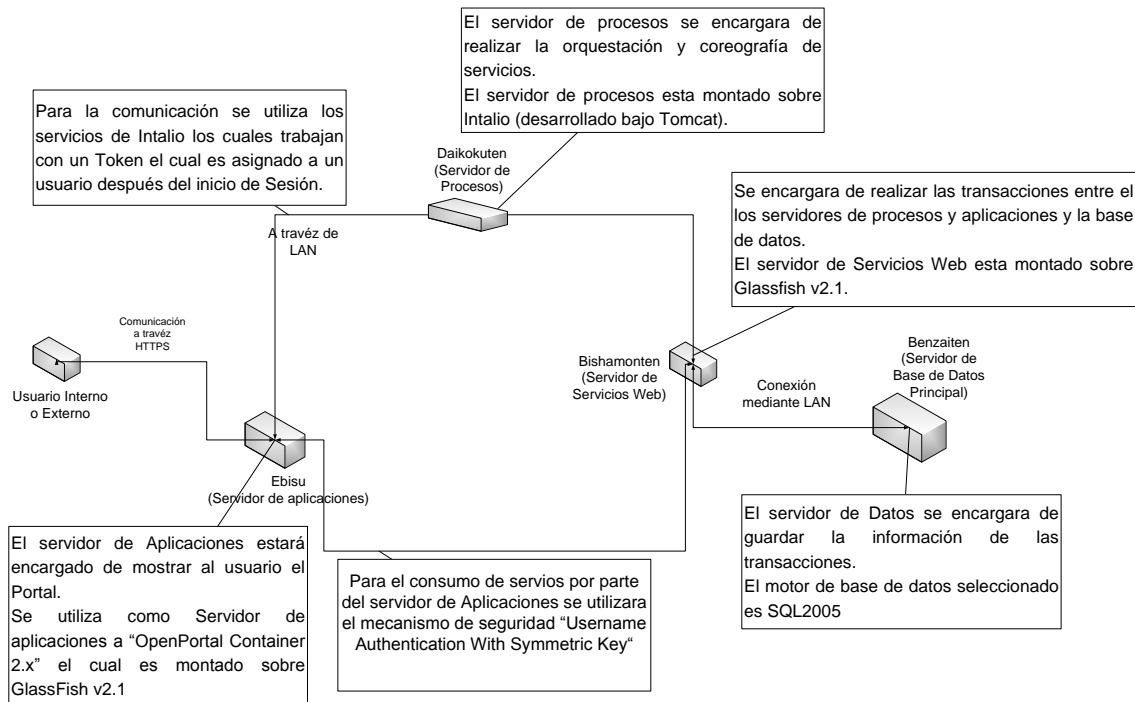 El servidor de procesos se encargara de
realizar la orquestación y coreografía de
servicios.
El servidor de procesos esta montado sobre
Intalio (desarrollado bajo Tomcat).
Para la comunicación se utiliza los
servicios de Intalio los cuales trabajan
con un Token el cual es asignado a un
usuario después del inicio de Sesión.
Daikokuten
(Servidor de
Procesos)
Se encargara de realizar las transacciones entre el
los servidores de procesos y aplicaciones y la base
de datos.
El servidor de Servicios Web esta montado sobre
Glassfish v2.1.
A travéz de
LAN
Comunicación
a travéz
HTTPS
Usuario Interno
o Externo
Bishamonten
(Servidor de
Servicios Web)
Benzaiten
(Servidor de
Base de Datos
Principal)
Conexión
mediante LAN
Ebisu
(Servidor de aplicaciones)
El servidor de Aplicaciones estará
encargado de mostrar al usuario el
Portal.
Se utiliza como Servidor de
aplicaciones a “OpenPortal Container
2.x” el cual es montado sobre
GlassFish v2.1
Para el consumo de servios por parte
del servidor de Aplicaciones se utilizara
el mecanismo de seguridad “Username
Authentication With Symmetric Key“
El servidor de Datos se encargara de
guardar la información de las
transacciones.
El motor de base de datos seleccionado
es SQL2005